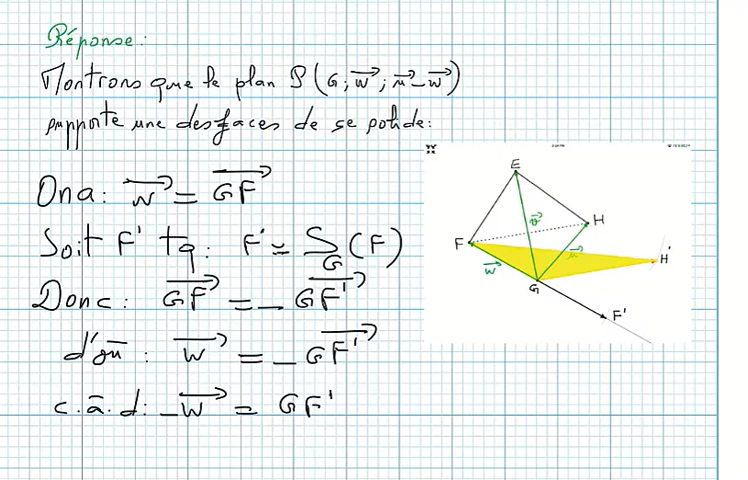 Réponse:
Montrons que le plan P(G; w⃗; u⃗-w⃗)
supporte une des faces de se solide:
On a: w⃗ = GF⃗
Soit F' tq: F' = S_G(F)
Donc: GF⃗ = - GF'⃗
d'où: w⃗ = - GF'⃗
c.à.d: -w⃗ = GF'
E
v⃗
H
F
u⃗
H'
w⃗
G
F'